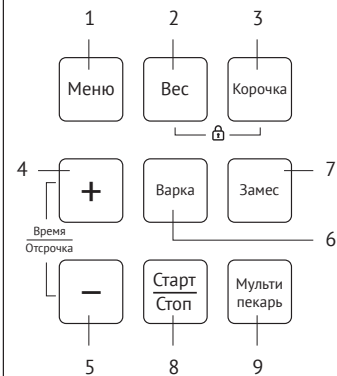 1 2 3
Меню Вес Корочка
4 + Варка Замес 7
Время
Отсрочка
6
− Старт
Стоп Мульти
пекарь
5 8 9